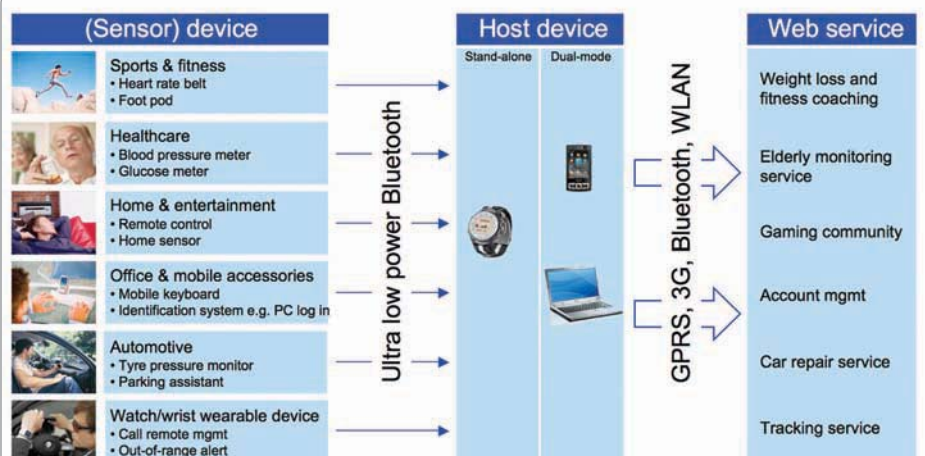 (Sensor) device
Sports & fitness
• Heart rate belt
• Foot pod
Healthcare
• Blood pressure meter
• Glucose meter
Home & entertainment
• Remote control
• Home sensor
Office & mobile accessories
• Mobile keyboard
• Identification system e.g. PC log in
Automotive
• Tyre pressure monitor
• Parking assistant
Watch/wrist wearable device
• Call remote mgmt
• Out-of-range alert
Ultra low power Bluetooth
Host device
Stand-alone
Dual-mode
GPRS, 3G, Bluetooth, WLAN
Web service
Weight loss and
fitness coaching
Elderly monitoring
service
Gaming community
Account mgmt
Car repair service
Tracking service